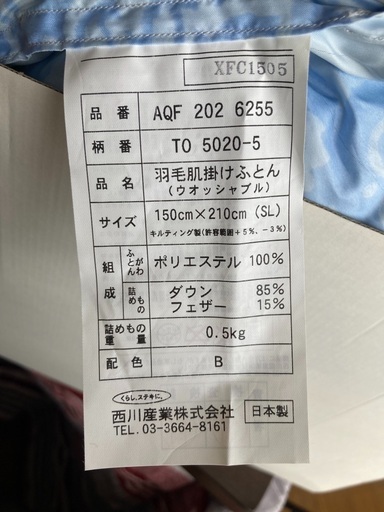 XFC1505
品番 AQF 202 6255
柄番 TO 5020-5
品名 羽毛肌掛けふとん
(ウオッシャブル)
サイズ 150cm×210cm (SL)
キルティング製(許容範囲+5%、-3%)
組成 ふとんがわ ポリエステル 100%
詰めもの ダウン 85%
フェザー 15%
詰めもの重量 0.5kg
配色 B
くらし、ステキに。
西川産業株式会社 日本製
TEL. 03-3664-8161